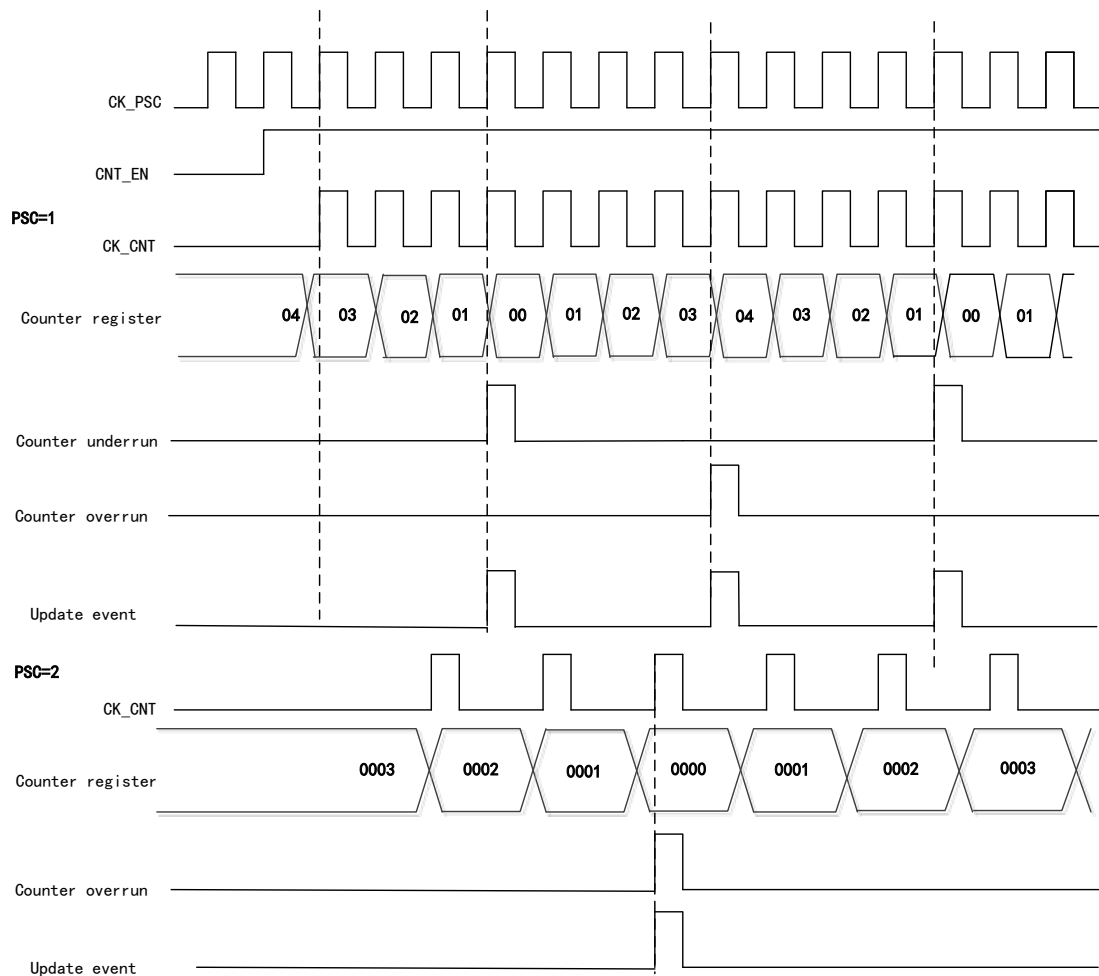 CK_PSC
CNT_EN
PSC=1
CK_CNT
Counter register 04 03 02 01 00 01 02 03 04 03 02 01 00 01
Counter underrun
Counter overrun
Update event
PSC=2
CK_CNT
Counter register 0003 0002 0001 0000 0001 0002 0003
Counter overrun
Update event